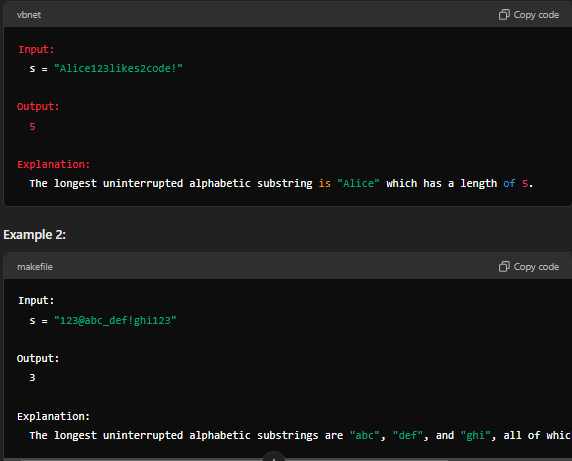 vbnet Copy code
Input:
s = "Alice123likes2code!"
Output:
5
Explanation:
The longest uninterrupted alphabetic substring is "Alice" which has a length of 5.
Example 2:
makefile Copy code
Input:
s = "123@abc_def!ghi123"
Output:
3
Explanation:
The longest uninterrupted alphabetic substrings are "abc", "def", and "ghi", all of